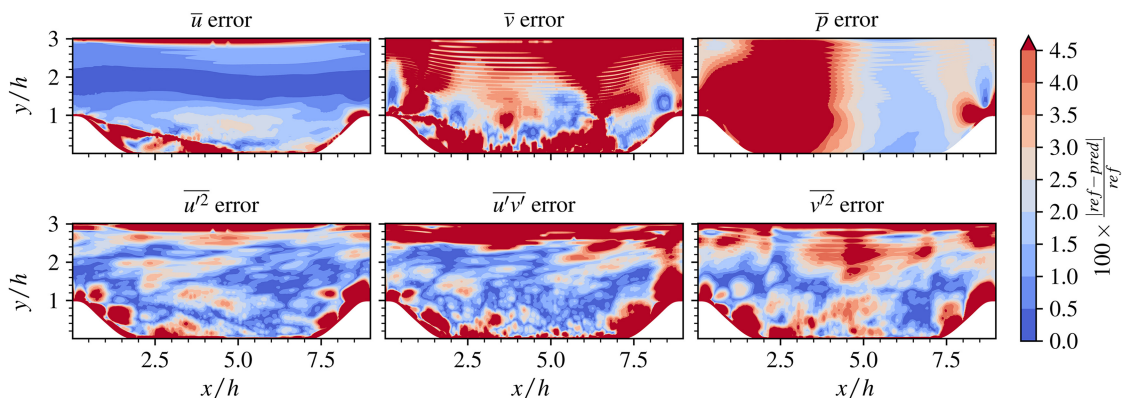 u̅ error
v̅ error
p̅ error
3
2
1
y/h
4.5
4.0
3.5
3.0
2.5
2.0
1.5
1.0
0.5
0.0
100 × |ref − pred| / ref
u′² error
u′v′ error
v′² error
3
2
1
y/h
2.5 5.0 7.5
2.5 5.0 7.5
2.5 5.0 7.5
x/h
x/h
x/h